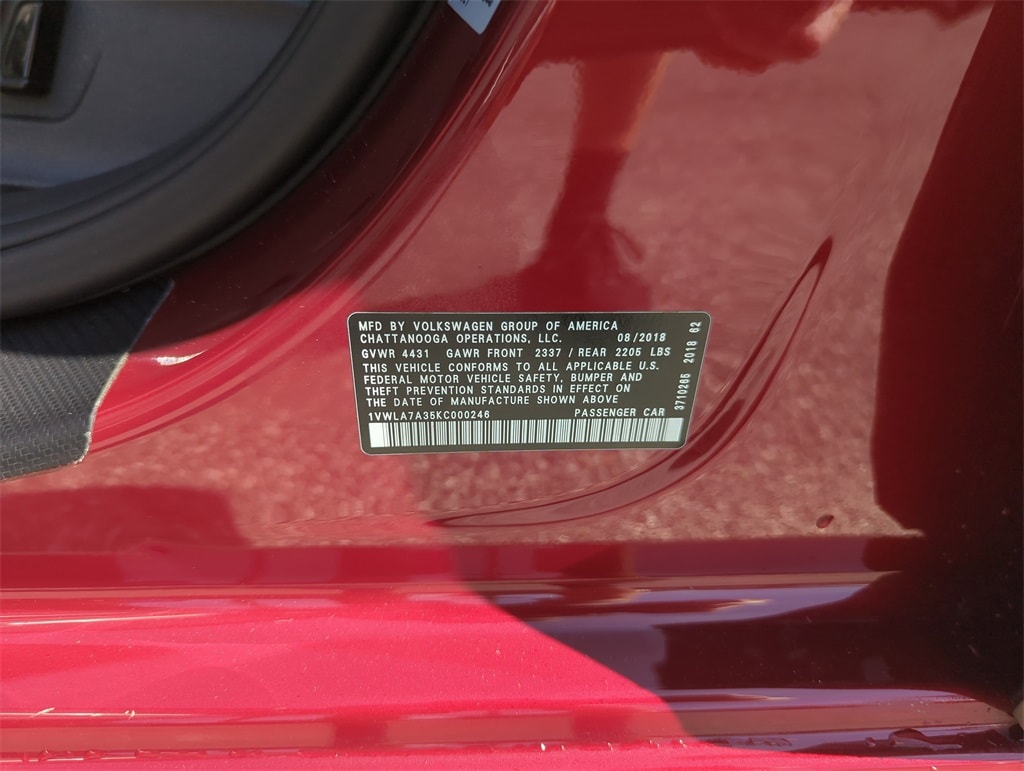 MFD BY VOLKSWAGEN GROUP OF AMERICA
CHATTANOOGA OPERATIONS, LLC. 08/2018
GVWR 4431 GAWR FRONT 2337 / REAR 2205 LBS
THIS VEHICLE CONFORMS TO ALL APPLICABLE U.S.
FEDERAL MOTOR VEHICLE SAFETY, BUMPER AND
THEFT PREVENTION STANDARDS IN EFFECT ON
THE DATE OF MANUFACTURE SHOWN ABOVE
1VWLA7A35KC000246 PASSENGER CAR
3710265 2018 62